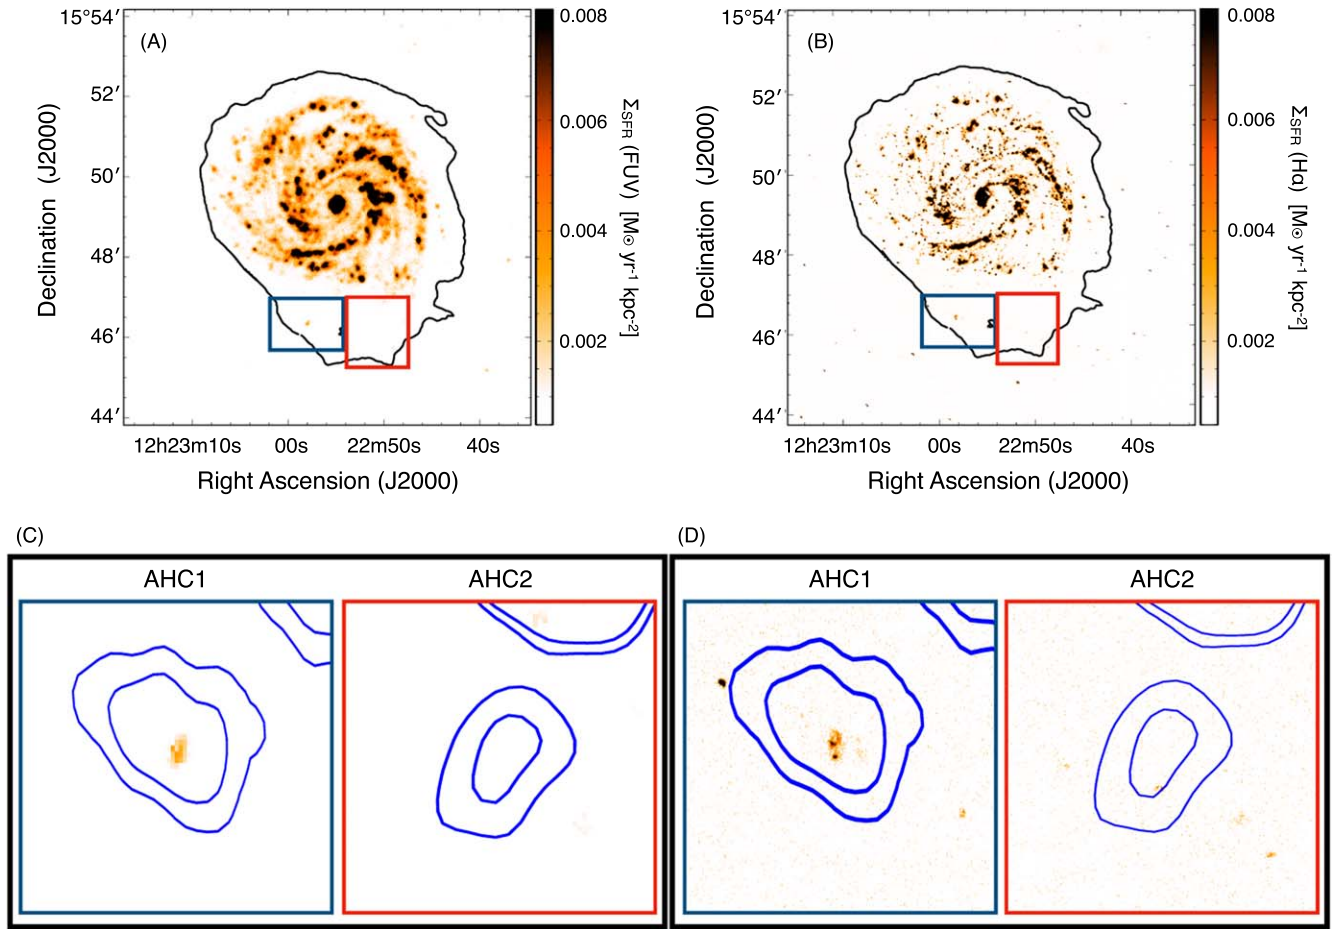 (A)
15°54′
52′
50′
48′
46′
44′
Declination (J2000)
12h23m10s 00s 22m50s 40s
Right Ascension (J2000)
0.008
0.006
0.004
0.002
ΣSFR (FUV) [M⊙ yr-1 kpc-2]
(B)
15°54′
52′
50′
48′
46′
44′
Declination (J2000)
12h23m10s 00s 22m50s 40s
Right Ascension (J2000)
0.008
0.006
0.004
0.002
ΣSFR (Hα) [M⊙ yr-1 kpc-2]
(C)
AHC1 AHC2
(D)
AHC1 AHC2